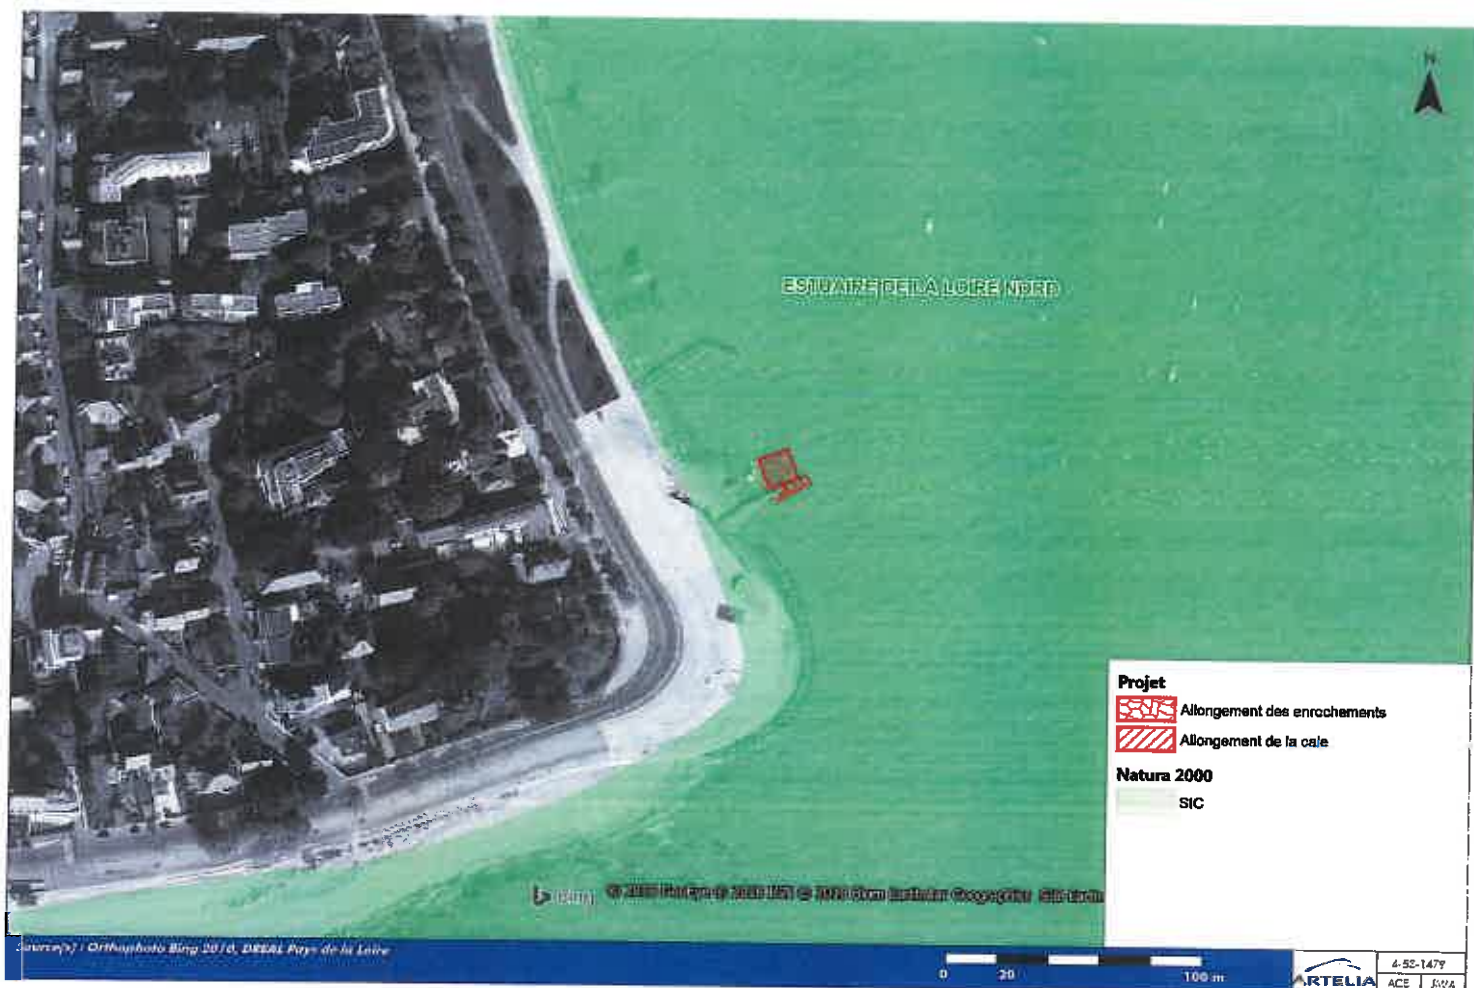 N
ESTUAIRE DE LA LOIRE NORD
Projet
Allongement des enrochements
Allongement de la cale
Natura 2000
SIC
Source(s) : Orthophoto Bing 2010, DREAL Pays de la Loire
0 20 100 m
ARTELIA
4-52-1479
ACE